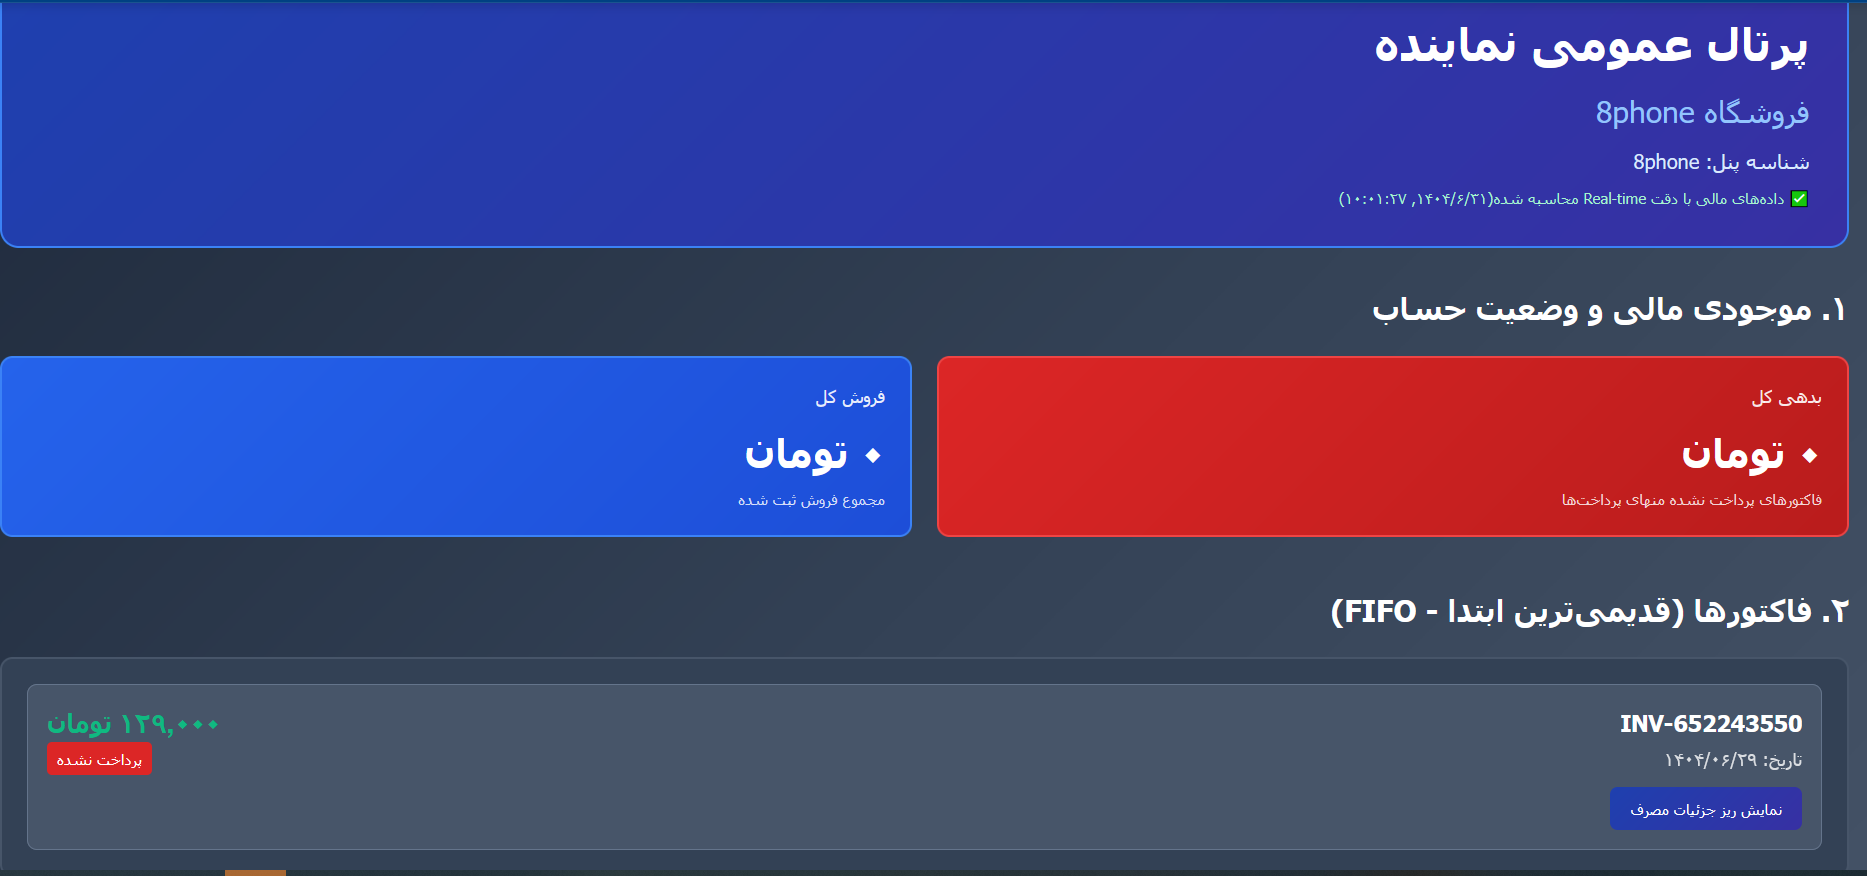 پرتال عمومی نماینده
فروشگاه 8phone
شناسه پنل: 8phone
✅ داده‌های مالی با دقت Real-time محاسبه شده(۱۴۰۴/۶/۳۱, ۱۰:۰۱:۲۷)
۱. موجودی مالی و وضعیت حساب
بدهی کل
۰ تومان
فاکتورهای پرداخت نشده منهای پرداخت‌ها
فروش کل
۰ تومان
مجموع فروش ثبت شده
۲. فاکتورها (قدیمی‌ترین ابتدا - FIFO)
INV-652243550
تاریخ: ۱۴۰۴/۰۶/۲۹
نمایش ریز جزئیات مصرف
۱۲۹,۰۰۰ تومان
پرداخت نشده